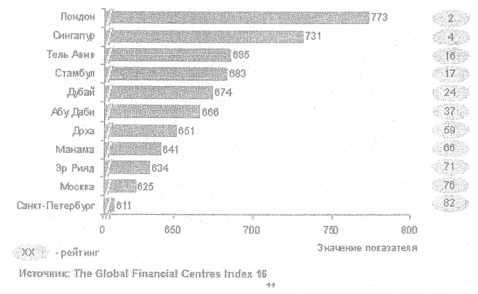 Лондон 773 2
Сингапур 731 4
Тель Авив 685 16
Стамбул 683 17
Дубай 674 24
Абу Даби 666 37
Доха 651 59
Манама 641 66
Эр Рияд 634 71
Москва 625 76
Санкт-Петербург 611 82
0 650 700 750 800
Значение показателя
XX - рейтинг
Источник: The Global Financial Centres Index 16